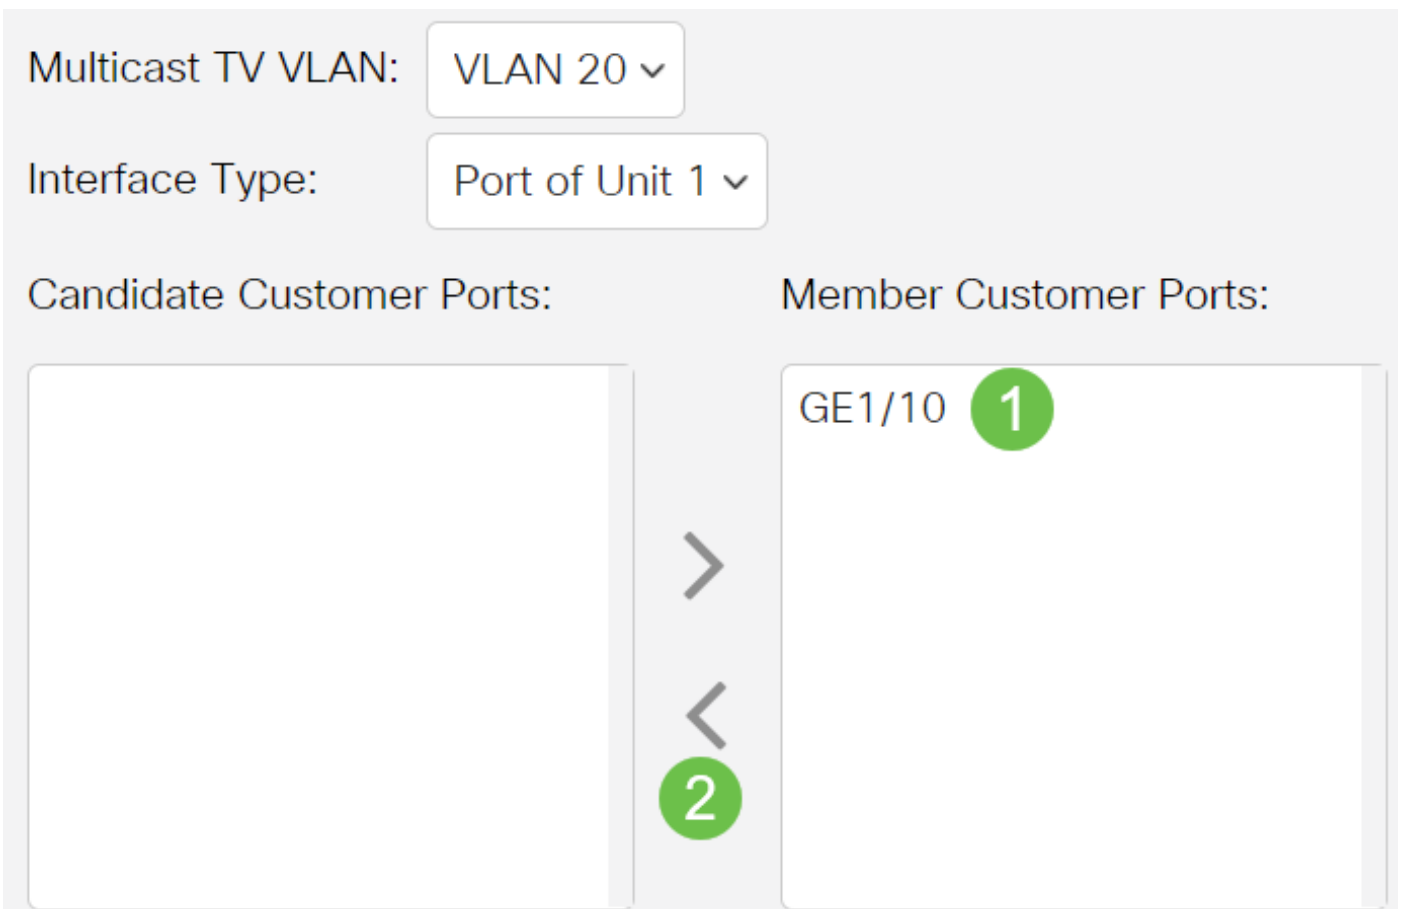 Multicast TV VLAN: VLAN 20
Interface Type: Port of Unit 1
Candidate Customer Ports: Member Customer Ports:
GE1/10 1
2